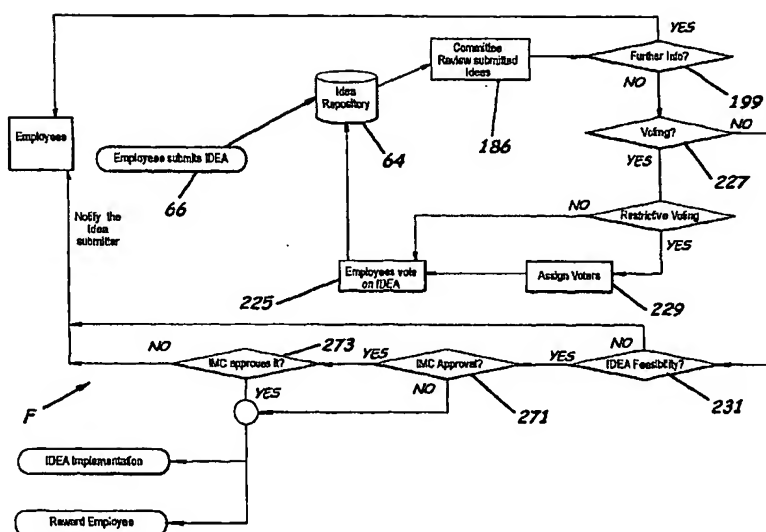 YES
Committee
Review submitted
Ideas
Further Info?
199
186
NO
Idea
Repository
64
Employees
Employees submits IDEA
66
Voting?
NO
227
YES
Notify the
Idea
submitter
NO
Restrictive Voting
YES
Employees vote
on IDEA
225
Assign Voters
229
NO
NO
IMC approves it?
273
YES
IMC Approval?
271
YES
IDEA Feasibility?
231
YES
NO
F
IDEA Implementation
Reward Employee